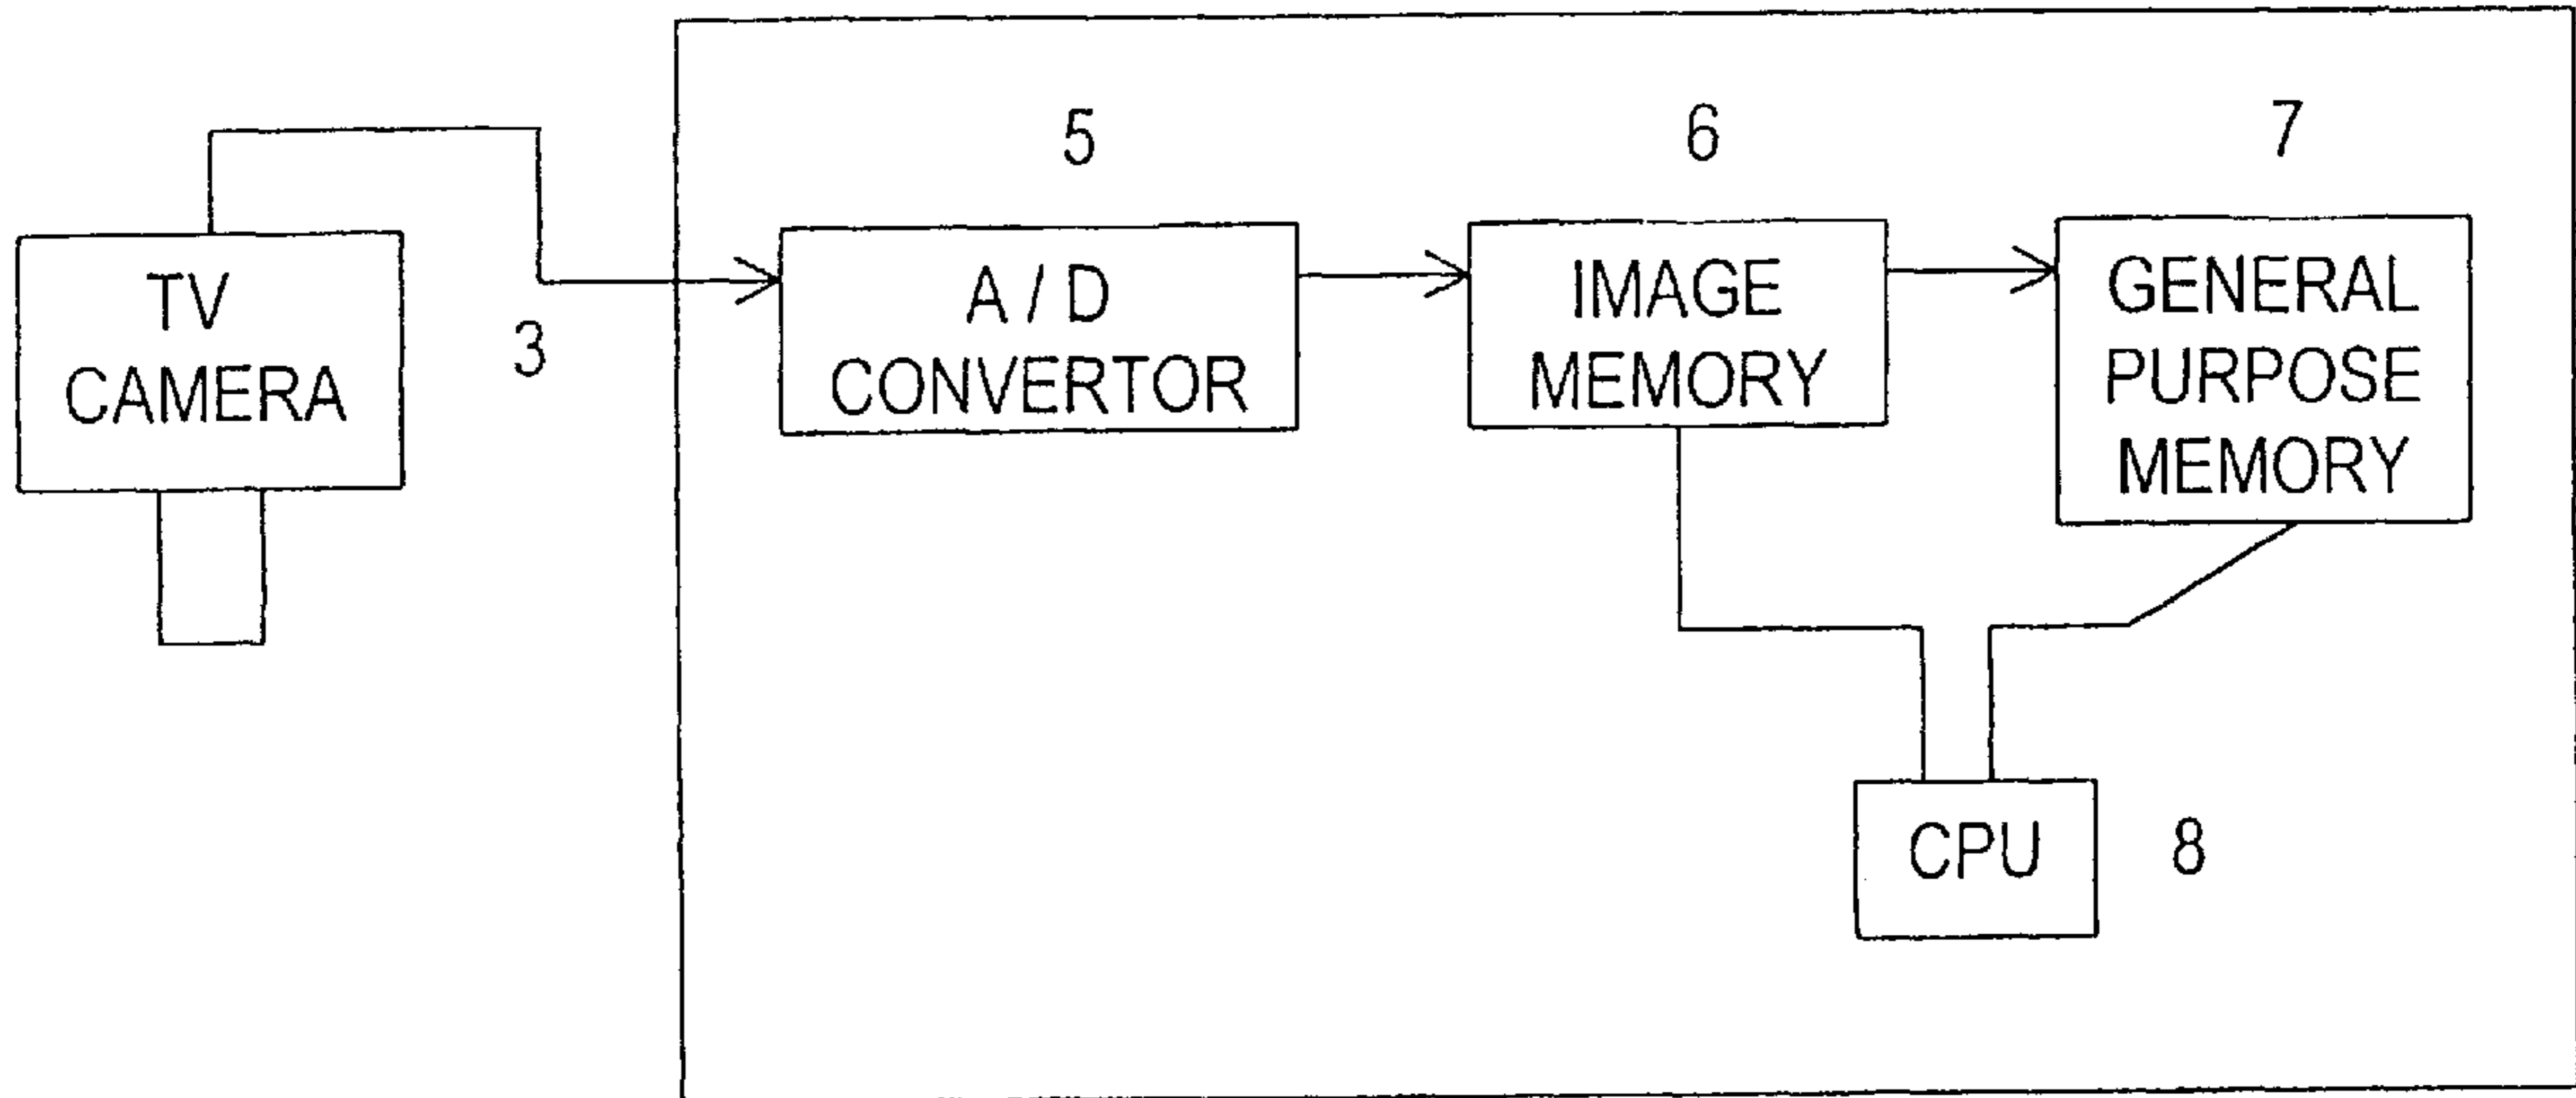 5
6
7
TV
CAMERA
3
A / D
CONVERTOR
IMAGE
MEMORY
GENERAL
PURPOSE
MEMORY
CPU
8